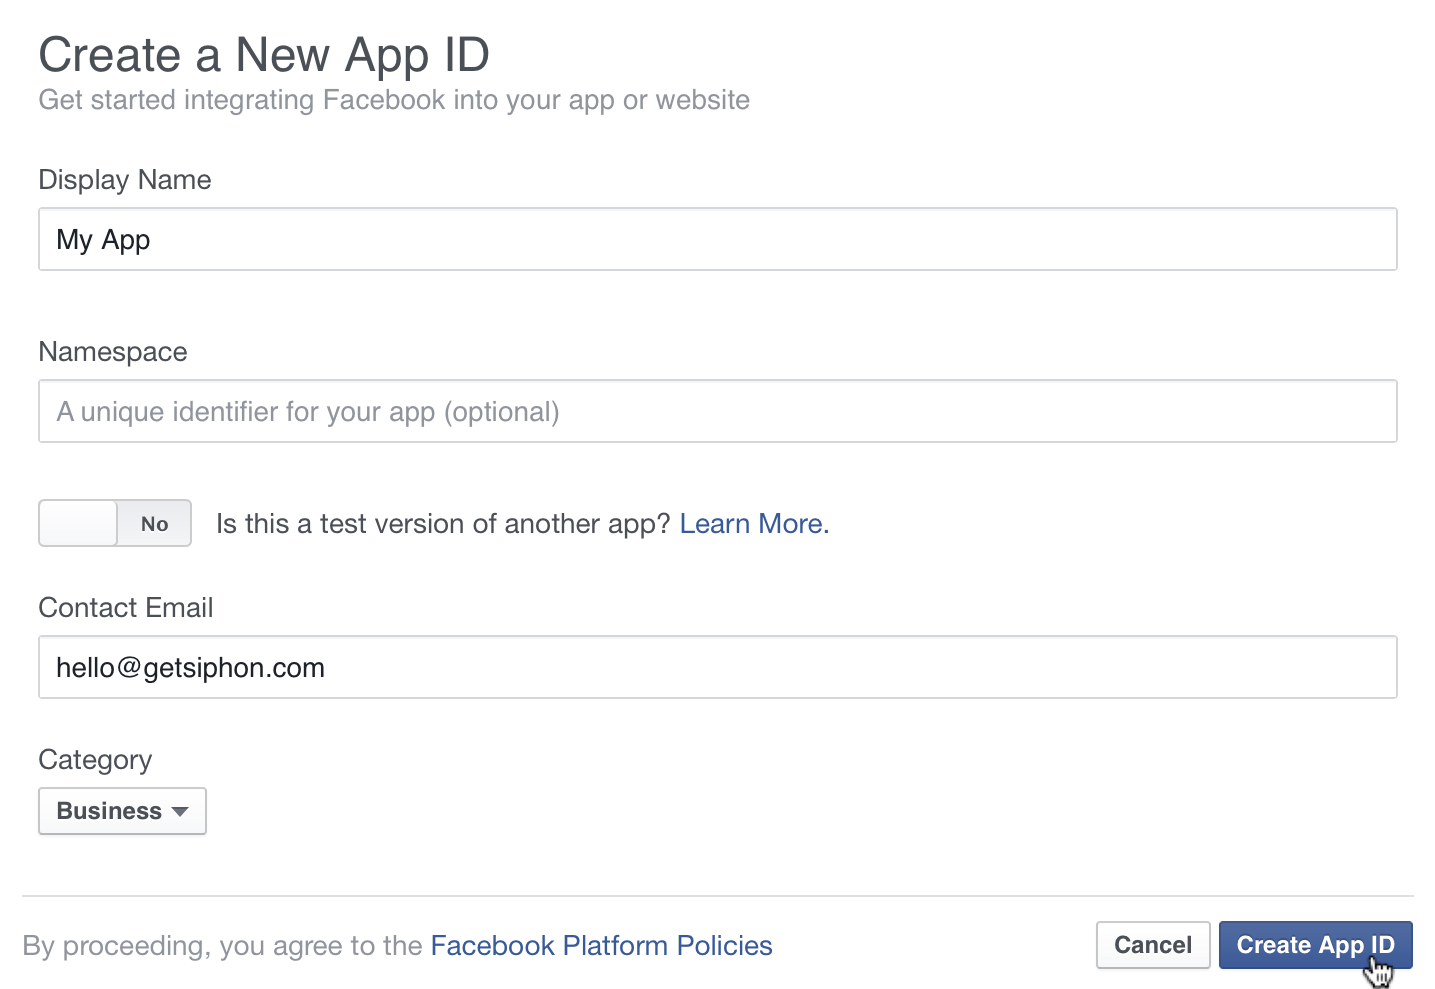 Create a New App ID
Get started integrating Facebook into your app or website
Display Name
My App
Namespace
A unique identifier for your app (optional)
No Is this a test version of another app? Learn More.
Contact Email
hello@getsiphon.com
Category
Business
By proceeding, you agree to the Facebook Platform Policies Cancel Create App ID